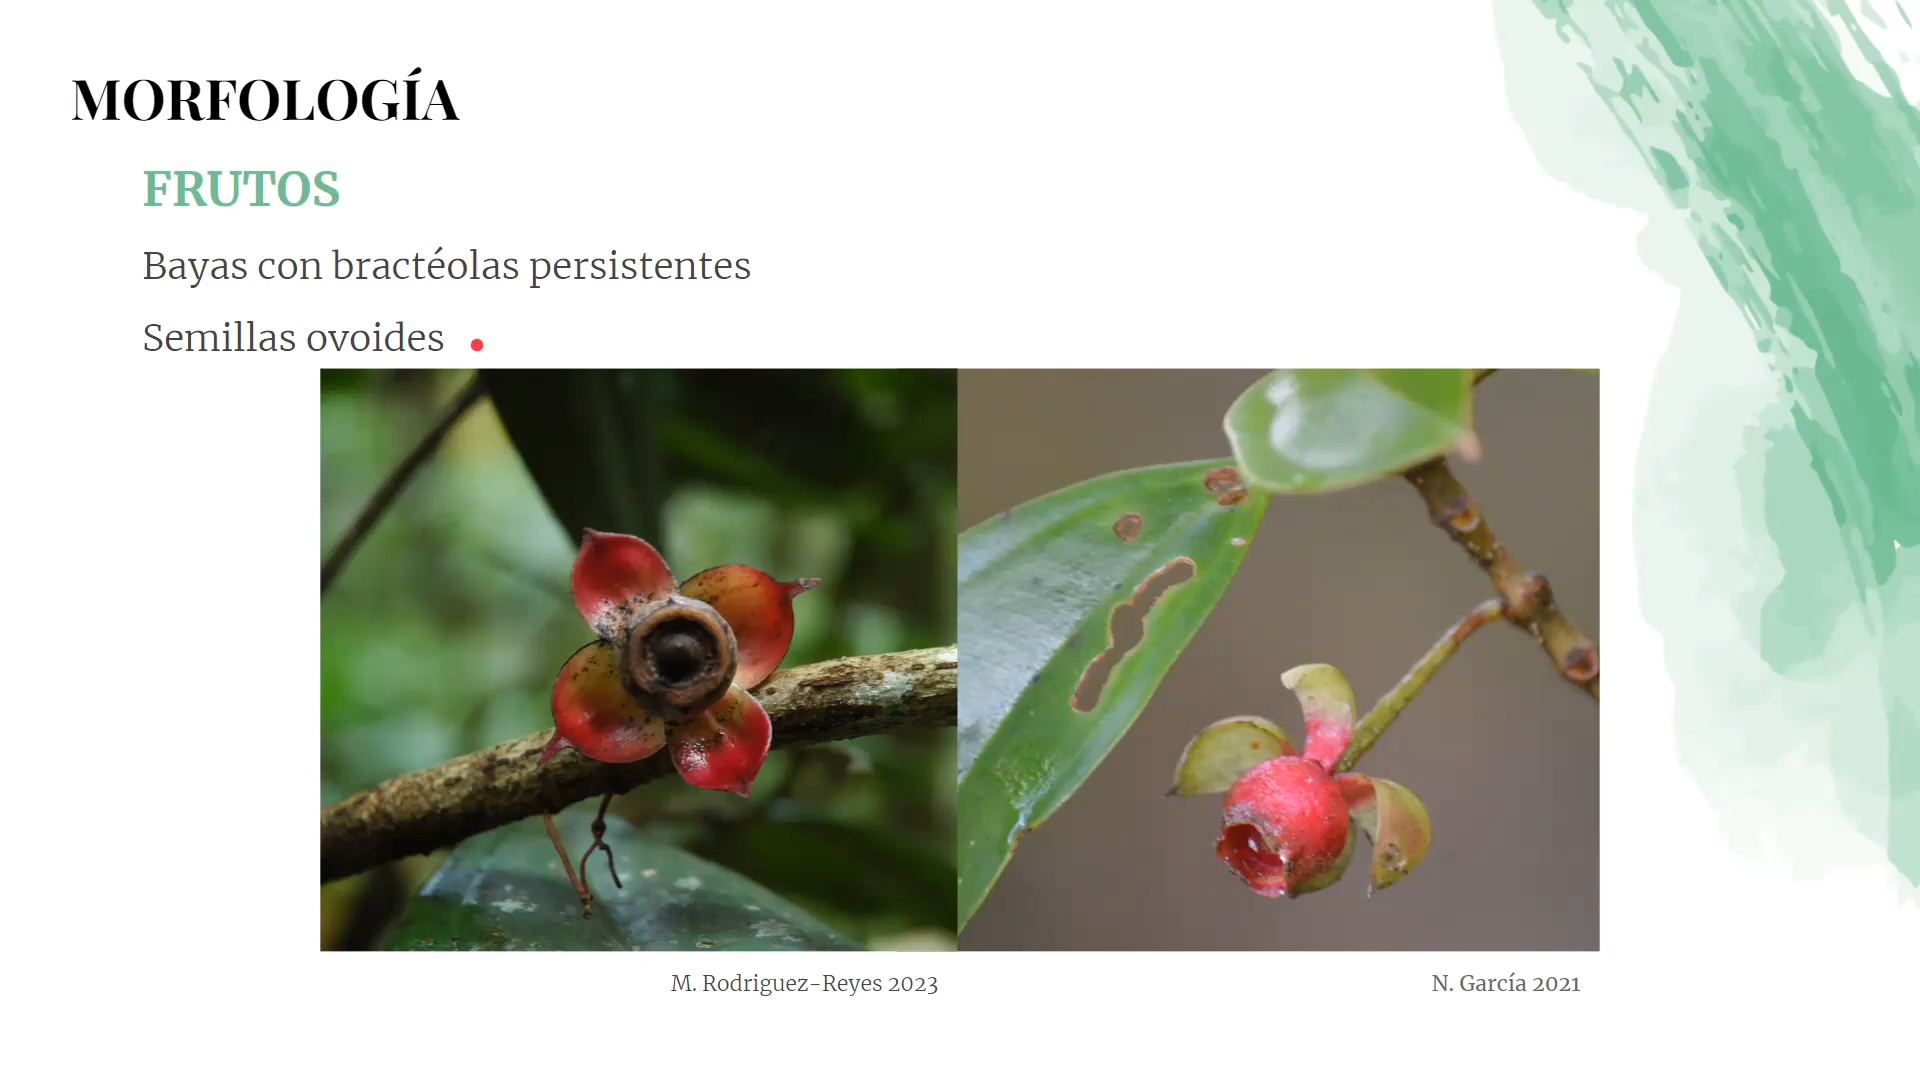 MORFOLOGÍA
FRUTOS
Bayas con bractéolas persistentes
Semillas ovoides
M. Rodriguez-Reyes 2023
N. García 2021